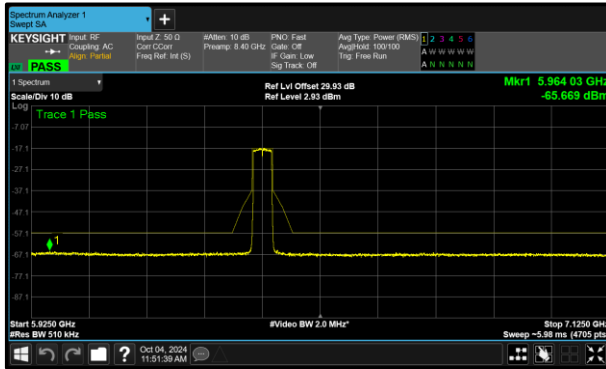 Spectrum Analyzer 1
Swept SA
KEYSIGHT Input: RF Input Z: 50 Ω #Atten: 10 dB PNO: Fast Avg Type: Power (RMS) 1 2 3 4 5 6
Coupling: AC Corr CCorr Preamp: 8.40 GHz Gate: Off Avg|Hold: 100/100 A W W W W W
Align: Partial Freq Ref: Int (S) IF Gain: Low Trig: Free Run
PASS Sig Track: Off A N N N N N
1 Spectrum
Scale/Div 10 dB
Ref Lvl Offset 29.93 dB
Ref Level 2.93 dBm
Mkr1 5.964 03 GHz
-65.669 dBm
Log
Trace 1 Pass
-7.07
-17.1
-27.1
-37.1
-47.1
-57.1
1
-67.1
-77.1
-87.1
Start 5.9250 GHz #Video BW 2.0 MHz* Stop 7.1250 GHz
#Res BW 510 kHz Sweep ~5.98 ms (4705 pts)
? Oct 04, 2024
11:51:39 AM